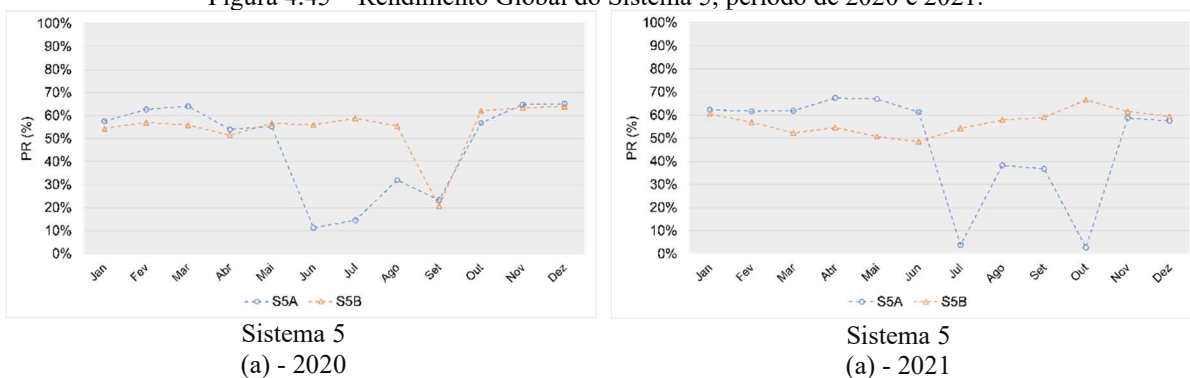 Figura 4.45 – Rendimento Global do Sistema 5, período de 2020 e 2021.
100%
90%
80%
70%
60%
50%
40%
30%
20%
10%
0%
PR (%)
Jan Fev Mar Abr Mai Jun Jul Ago Set Out Nov Dez
S5A S5B
Sistema 5
(a) - 2020
100%
90%
80%
70%
60%
50%
40%
30%
20%
10%
0%
PR (%)
Jan Fev Mar Abr Mai Jun Jul Ago Set Out Nov Dez
S5A S5B
Sistema 5
(a) - 2021